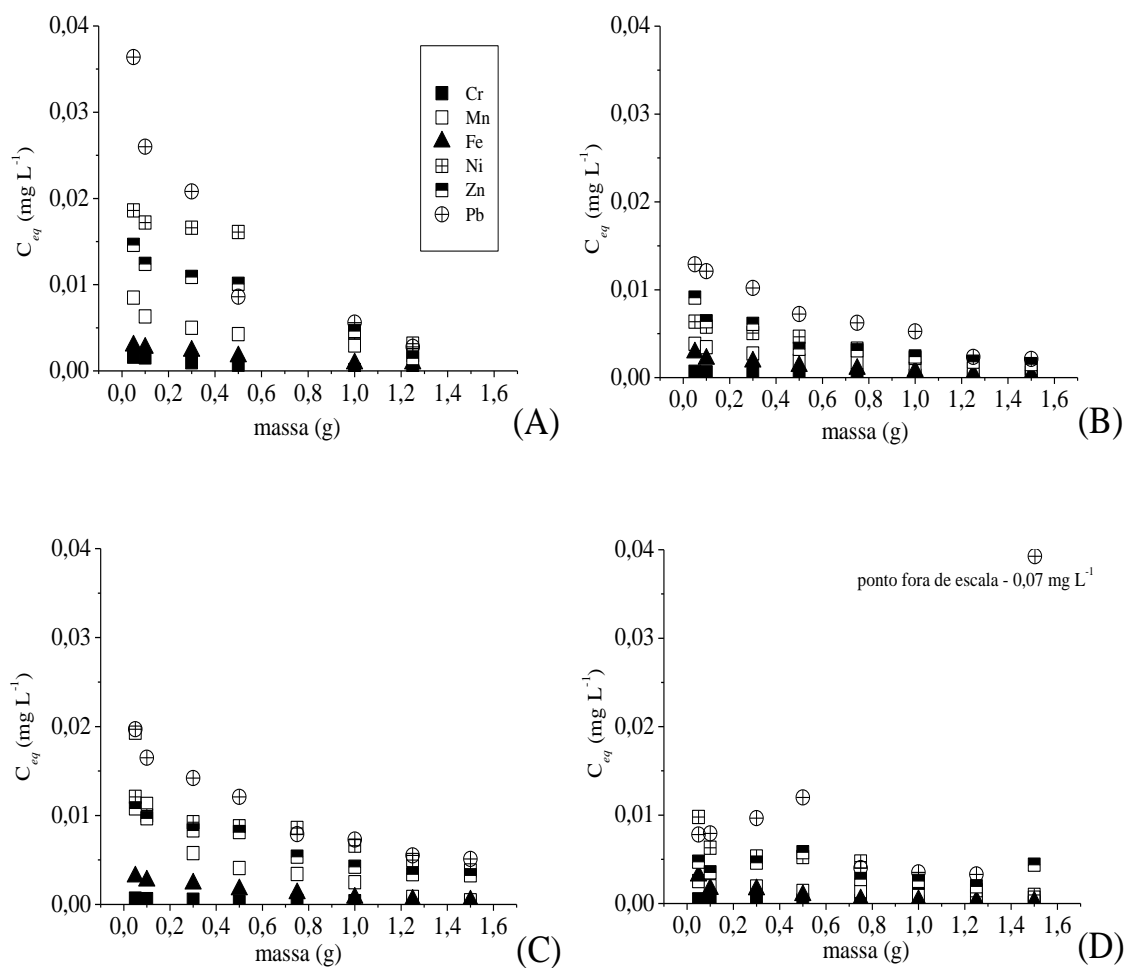 0,04
0,03
0,02
0,01
0,00
C_eq (mg L⁻¹)
0,0 0,2 0,4 0,6 0,8 1,0 1,2 1,4 1,6
massa (g)
Cr
Mn
Fe
Ni
Zn
Pb
(A)
0,04
0,03
0,02
0,01
0,00
C_eq (mg L⁻¹)
0,0 0,2 0,4 0,6 0,8 1,0 1,2 1,4 1,6
massa (g)
(B)
0,04
0,03
0,02
0,01
0,00
C_eq (mg L⁻¹)
0,0 0,2 0,4 0,6 0,8 1,0 1,2 1,4 1,6
massa (g)
(C)
0,04
0,03
0,02
0,01
0,00
C_eq (mg L⁻¹)
ponto fora de escala - 0,07 mg L⁻¹
0,0 0,2 0,4 0,6 0,8 1,0 1,2 1,4 1,6
massa (g)
(D)